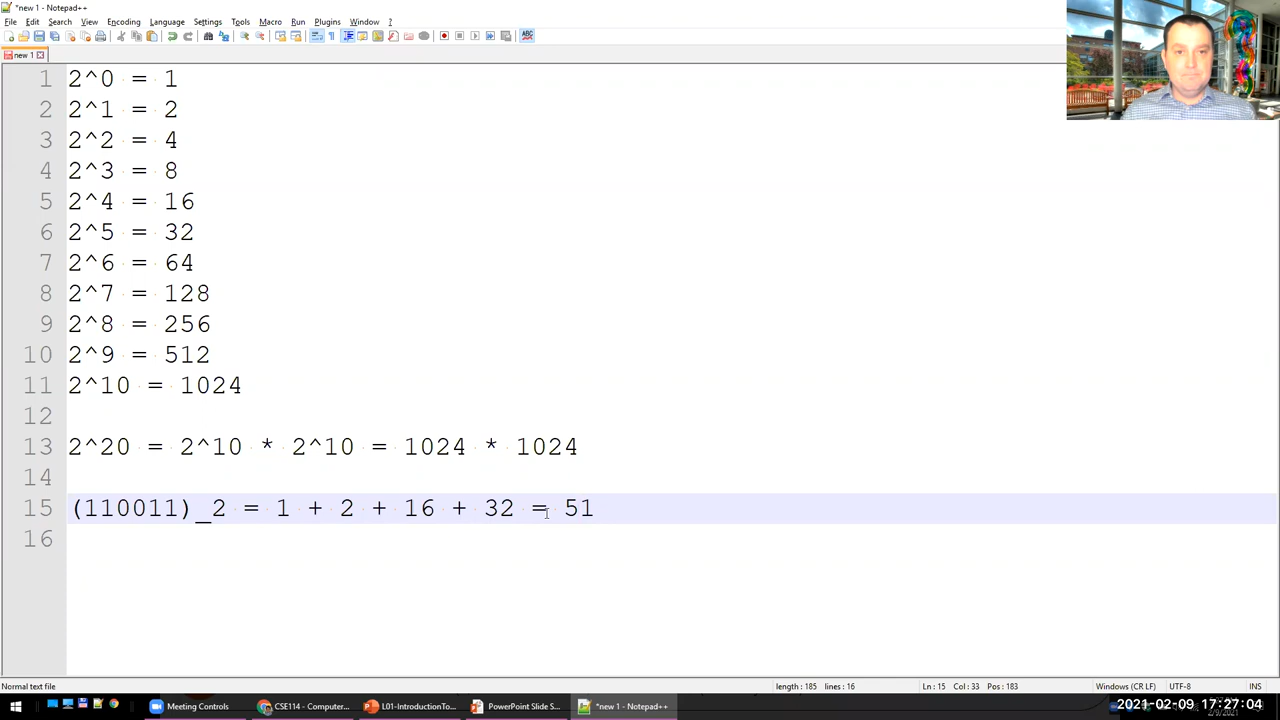 *new 1 - Notepad++
File Edit Search View Encoding Language Settings Tools Macro Run Plugins Window ?
new 1
1 2^0 = 1
2 2^1 = 2
3 2^2 = 4
4 2^3 = 8
5 2^4 = 16
6 2^5 = 32
7 2^6 = 64
8 2^7 = 128
9 2^8 = 256
10 2^9 = 512
11 2^10 = 1024
12
13 2^20 = 2^10 * 2^10 = 1024 * 1024
14
15 (110011)_2 = 1 + 2 + 16 + 32 = 51
16
Normal text file length : 185 lines : 16 Ln : 15 Col : 33 Pos : 183 Windows (CR LF) UTF-8 INS
Meeting Controls CSE114 - Computer... L01-IntroductionTo... PowerPoint Slide S... *new 1 - Notepad++
2021-02-09 17:27:04
2/9/2021